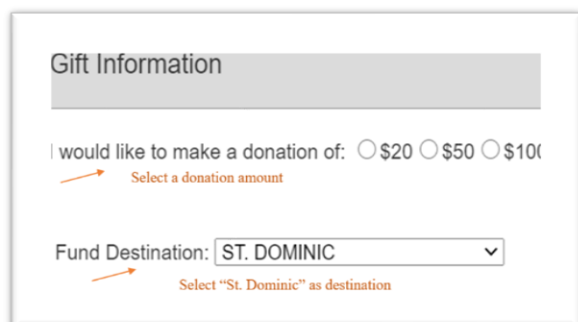 Gift Information
I would like to make a donation of: $20 $50 $100
Select a donation amount
Fund Destination: ST. DOMINIC
Select “St. Dominic” as destination